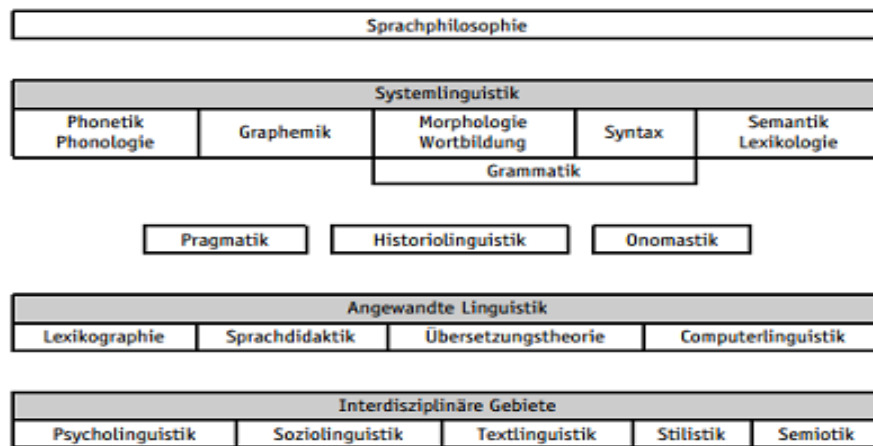 Sprachphilosophie
Systemlinguistik
Phonetik Phonologie
Graphemik
Morphologie Wortbildung
Syntax
Semantik Lexikologie
Grammatik
Pragmatik
Historiolinguistik
Onomastik
Angewandte Linguistik
Lexikographie
Sprachdidaktik
Übersetzungstheorie
Computerlinguistik
Interdisziplinäre Gebiete
Psycholinguistik
Soziolinguistik
Textlinguistik
Stilistik
Semiotik